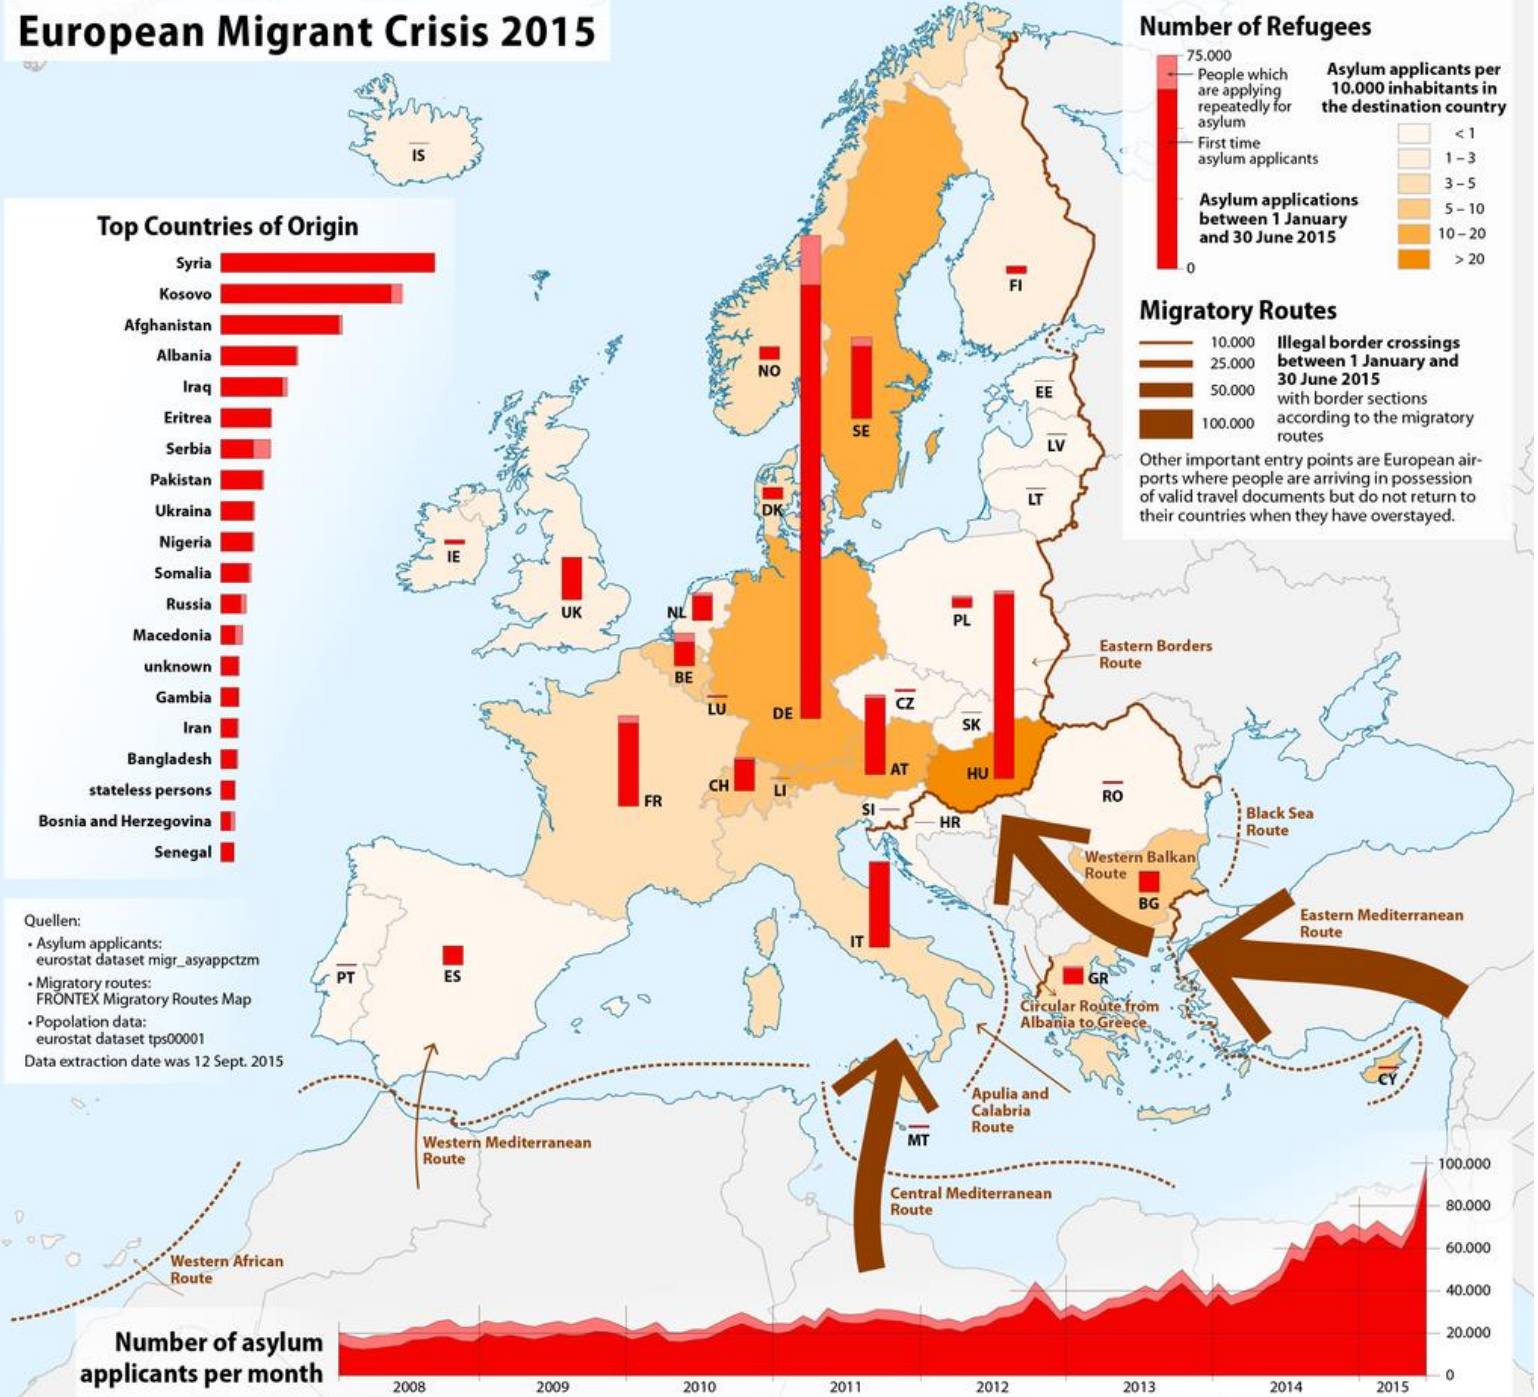 European Migrant Crisis 2015
Number of Refugees
75.000
People which
are applying
repeatedly for
asylum
First time
asylum applicants
Asylum applications
between 1 January
and 30 June 2015
0
Asylum applicants per
10.000 inhabitants in
the destination country
< 1
1 – 3
3 – 5
5 – 10
10 – 20
> 20
Migratory Routes
10.000
25.000
50.000
100.000
Illegal border crossings
between 1 January and
30 June 2015
with border sections
according to the migratory
routes
Other important entry points are European air-
ports where people are arriving in possession
of valid travel documents but do not return to
their countries when they have overstayed.
Top Countries of Origin
Syria
Kosovo
Afghanistan
Albania
Iraq
Eritrea
Serbia
Pakistan
Ukraina
Nigeria
Somalia
Russia
Macedonia
unknown
Gambia
Iran
Bangladesh
stateless persons
Bosnia and Herzegovina
Senegal
Quellen:
• Asylum applicants:
eurostat dataset migr_asyappctzm
• Migratory routes:
FRONTEX Migratory Routes Map
• Popolation data:
eurostat dataset tps00001
Data extraction date was 12 Sept. 2015
IS
FI
NO
SE
EE
LV
LT
DK
IE
UK
NL
BE
LU
DE
PL
CZ
SK
AT
HU
CH
LI
FR
SI
HR
RO
BG
IT
GR
PT
ES
MT
CY
Eastern Borders
Route
Black Sea
Route
Western Balkan
Route
Eastern Mediterranean
Route
Circular Route from
Albania to Greece
Apulia and
Calabria
Route
Central Mediterranean
Route
Western Mediterranean
Route
Western African
Route
Number of asylum
applicants per month
100.000
80.000
60.000
40.000
20.000
0
2008
2009
2010
2011
2012
2013
2014
2015